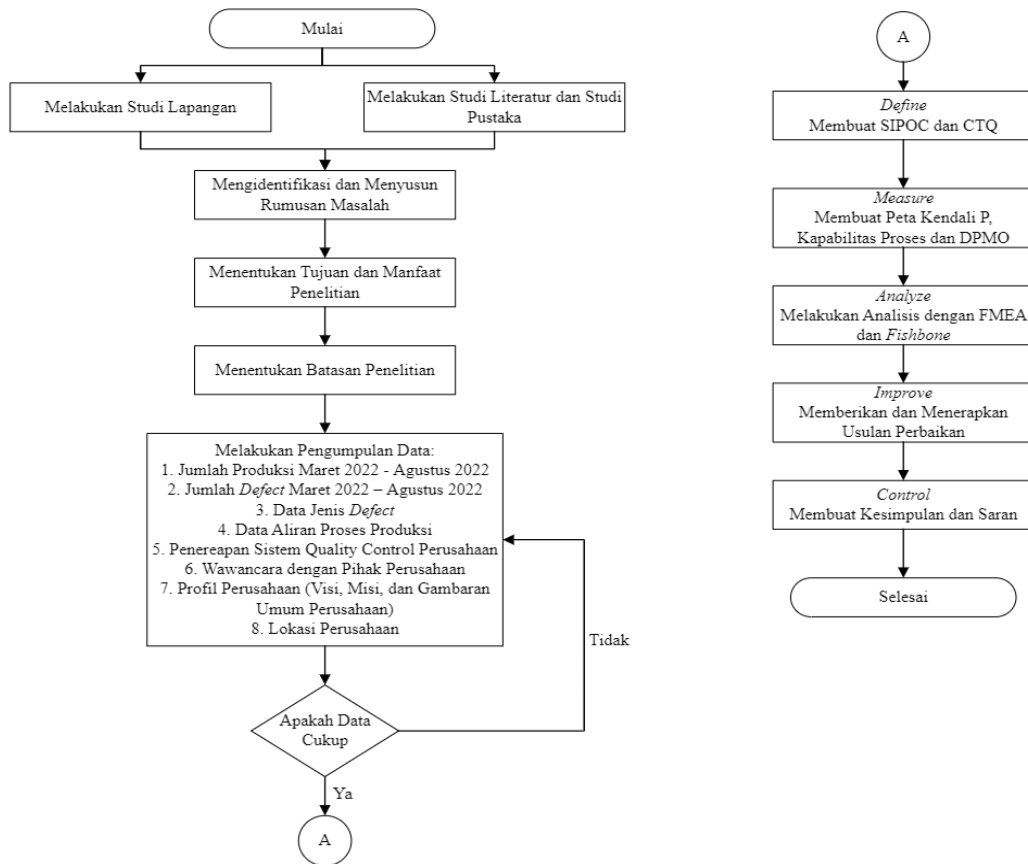 Mulai
Melakukan Studi Lapangan
Melakukan Studi Literatur dan Studi
Pustaka
Mengidentifikasi dan Menyusun
Rumusan Masalah
Menentukan Tujuan dan Manfaat
Penelitian
Menentukan Batasan Penelitian
Melakukan Pengumpulan Data:
1. Jumlah Produksi Maret 2022 - Agustus 2022
2. Jumlah Defect Maret 2022 – Agustus 2022
3. Data Jenis Defect
4. Data Aliran Proses Produksi
5. Penereapan Sistem Quality Control Perusahaan
6. Wawancara dengan Pihak Perusahaan
7. Profil Perusahaan (Visi, Misi, dan Gambaran
Umum Perusahaan)
8. Lokasi Perusahaan
Tidak
Apakah Data
Cukup
Ya
A
A
Define
Membuat SIPOC dan CTQ
Measure
Membuat Peta Kendali P,
Kapabilitas Proses dan DPMO
Analyze
Melakukan Analisis dengan FMEA
dan Fishbone
Improve
Memberikan dan Menerapkan
Usulan Perbaikan
Control
Membuat Kesimpulan dan Saran
Selesai